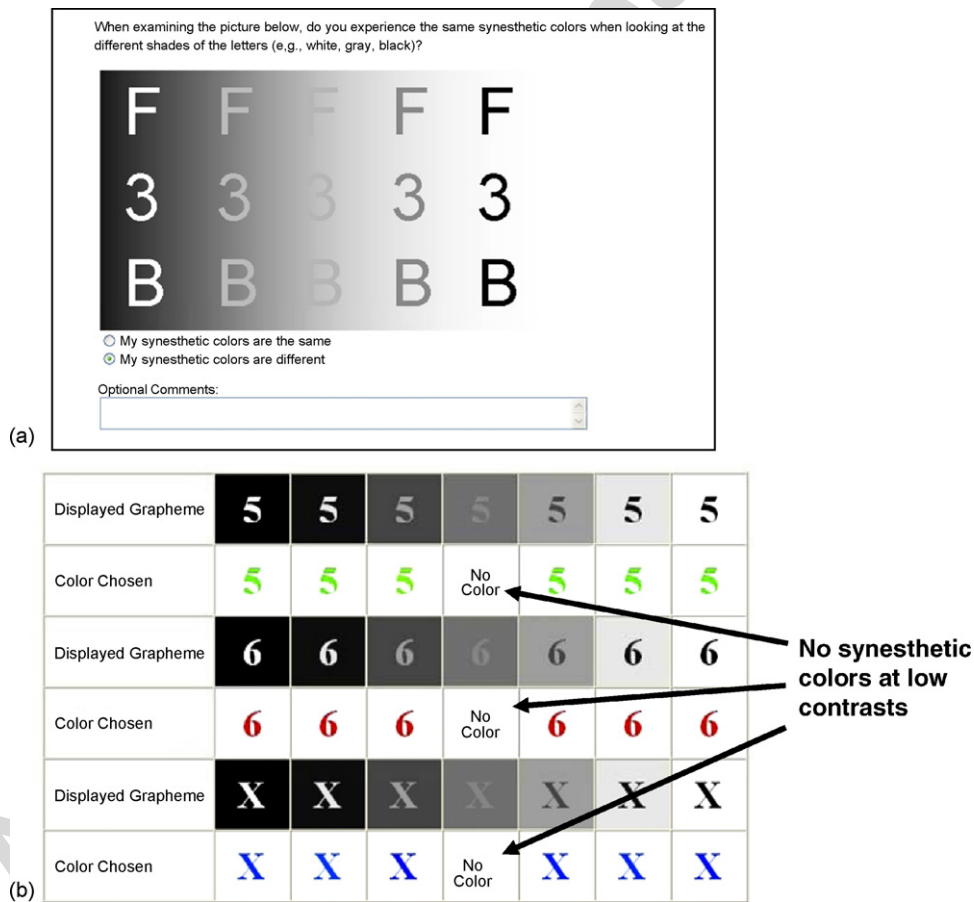 When examining the picture below, do you experience the same synesthetic colors when looking at the
different shades of the letters (e,g., white, gray, black)?
F F F F F
3 3 3 3 3
B B B B B
My synesthetic colors are the same
My synesthetic colors are different
Optional Comments:
(a)
Displayed Grapheme 5 5 5 5 5 5 5
Color Chosen 5 5 5 No Color 5 5 5
Displayed Grapheme 6 6 6 6 6 6 6
Color Chosen 6 6 6 No Color 6 6 6
Displayed Grapheme X X X X X X X
Color Chosen X X X No Color X X X
(b)
No synesthetic
colors at low
contrasts